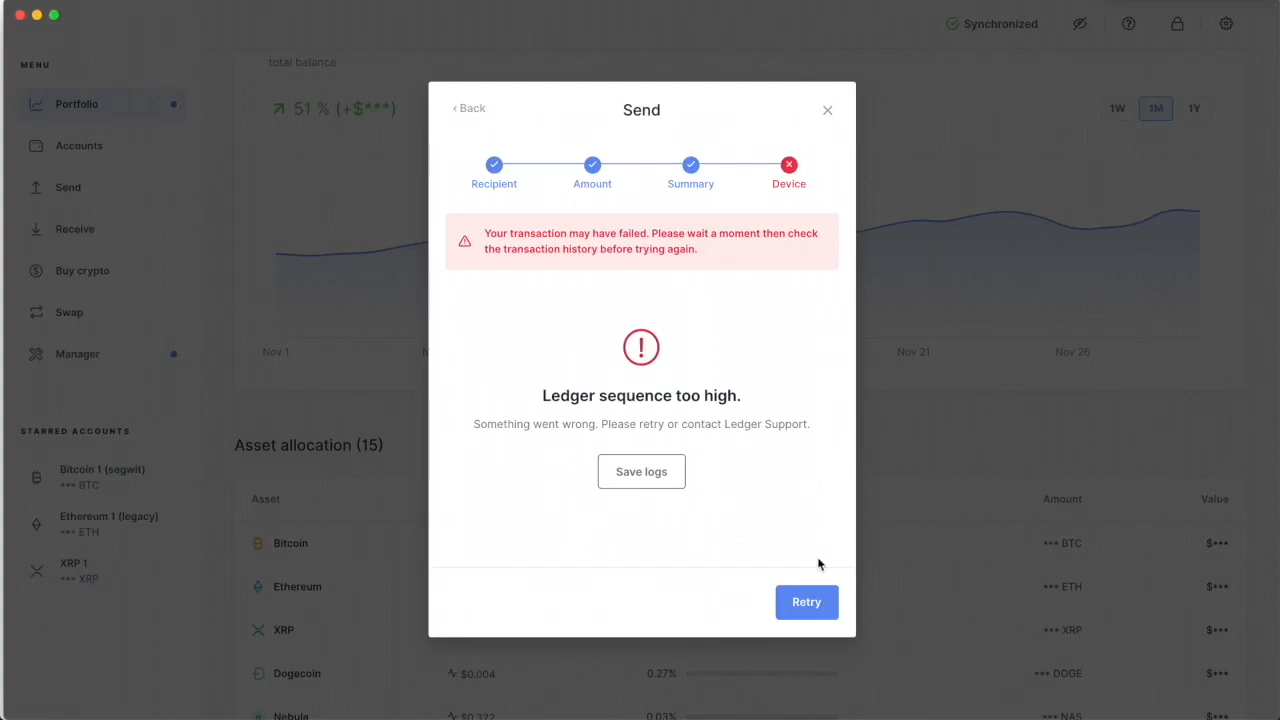 Synchronized
MENU
Portfolio
Accounts
Send
Receive
Buy crypto
Swap
Manager
STARRED ACCOUNTS
Bitcoin 1 (segwit)
*** BTC
Ethereum 1 (legacy)
*** ETH
XRP 1
*** XRP
total balance
51 % (+$***)
1W 1M 1Y
Nov 1
Nov 21 Nov 26
‹ Back
Send
Recipient Amount Summary Device
Your transaction may have failed. Please wait a moment then check
the transaction history before trying again.
Ledger sequence too high.
Something went wrong. Please retry or contact Ledger Support.
Save logs
Retry
Asset allocation (15)
Asset Amount Value
Bitcoin *** BTC $***
Ethereum *** ETH $***
XRP *** XRP $***
Dogecoin $0.004 0.27% *** DOGE $***
Nebula $0.322 0.03% *** NAS $***